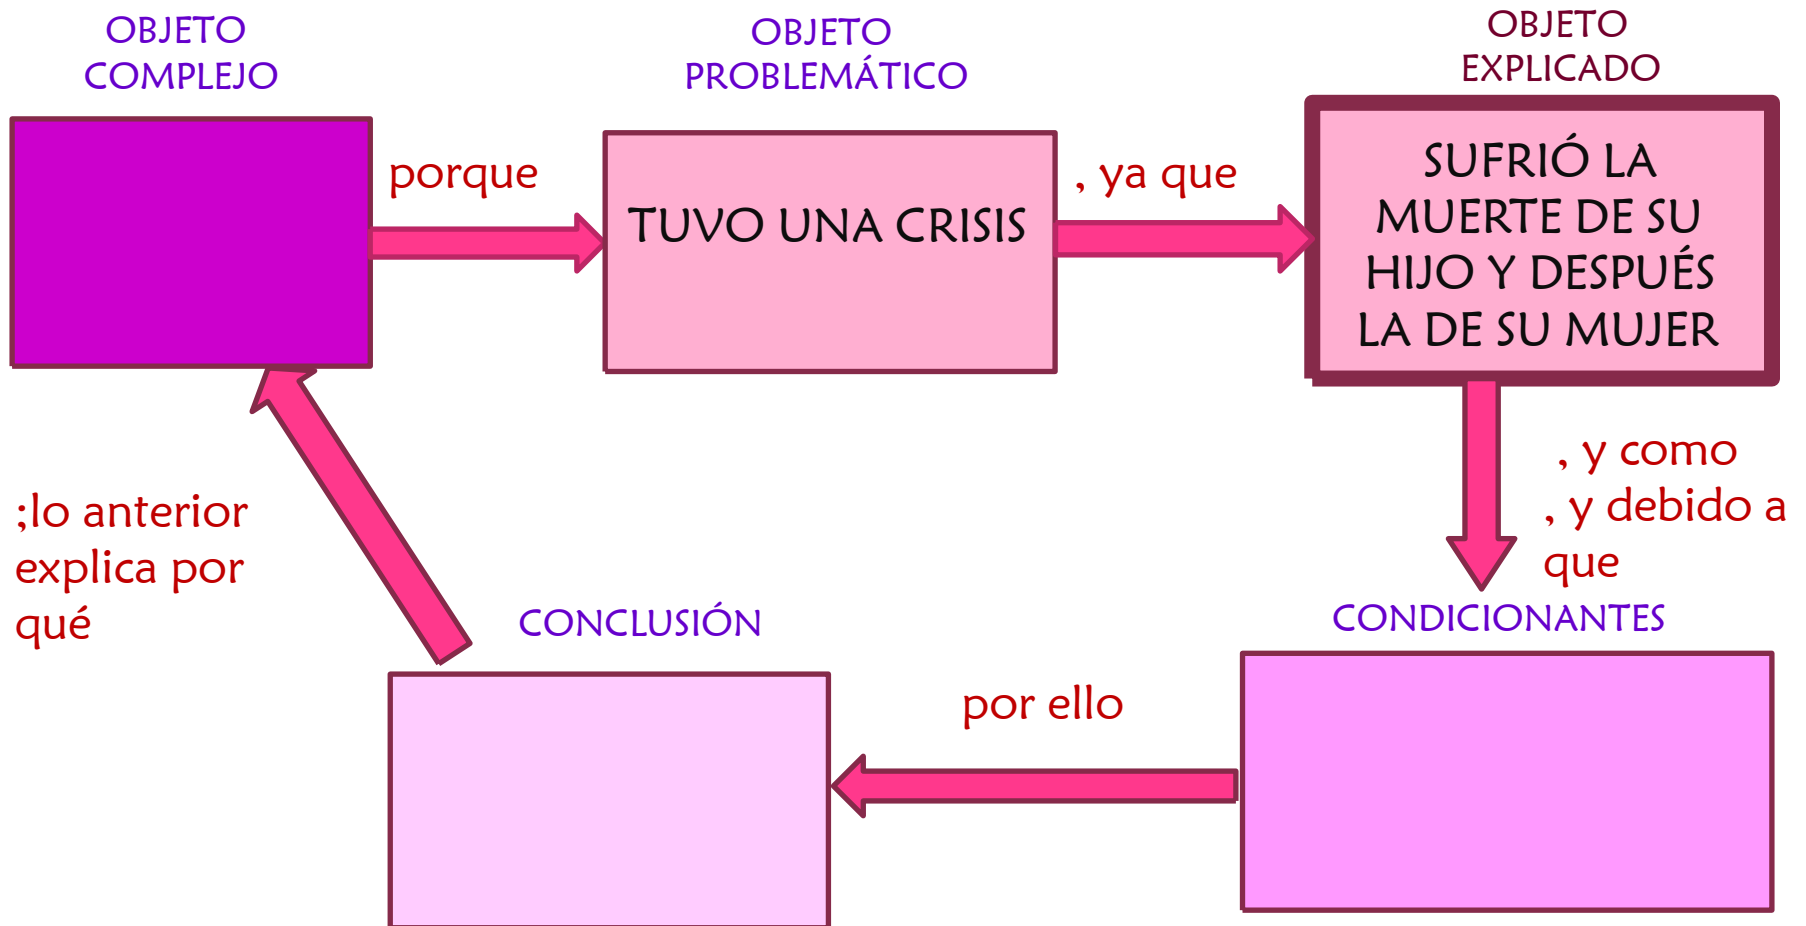 OBJETO
COMPLEJO
OBJETO
PROBLEMÁTICO
OBJETO
EXPLICADO
porque
TUVO UNA CRISIS
, ya que
SUFRIÓ LA
MUERTE DE SU
HIJO Y DESPUÉS
LA DE SU MUJER
, y como
, y debido a
que
CONDICIONANTES
por ello
CONCLUSIÓN
;lo anterior
explica por
qué